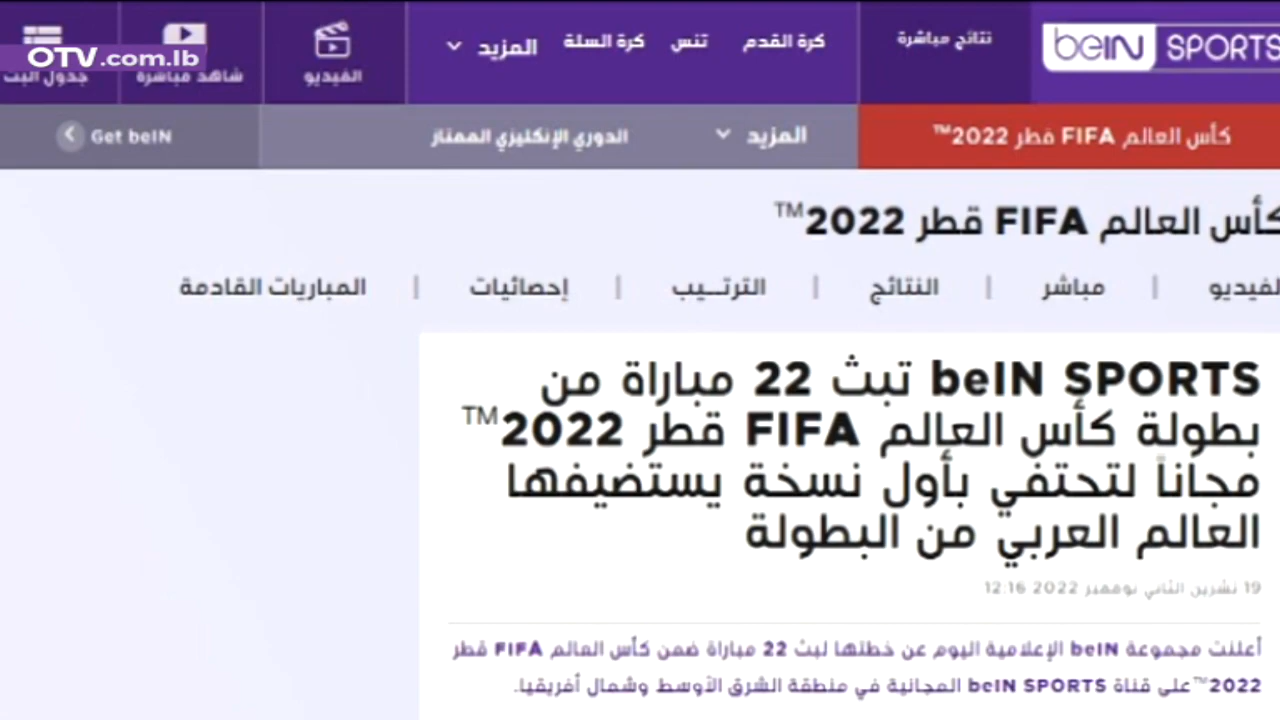 OTV.com.lb
beIN SPORTS
نتائج مباشرة
كرة القدم
تنس
كرة السلة
المزيد
الفيديو
شاهد مباشرة
جدول البث
كأس العالم FIFA قطر 2022™
المزيد
الدوري الإنكليزي الممتاز
Get beIN
كأس العالم FIFA قطر 2022™
الفيديو | مباشر | النتائج | الترتــيب | إحصائيات | المباريات القادمة
beIN SPORTS تبث 22 مباراة من
بطولة كأس العالم FIFA قطر 2022™
مجاناً لتحتفي بأول نسخة يستضيفها
العالم العربي من البطولة
19 تشرين الثاني نوفمبر 2022 12:16
أعلنت مجموعة beIN الإعلامية اليوم عن خطتها لبث 22 مباراة ضمن كأس العالم FIFA قطر
2022™على قناة beIN SPORTS المجانية في منطقة الشرق الأوسط وشمال أفريقيا.